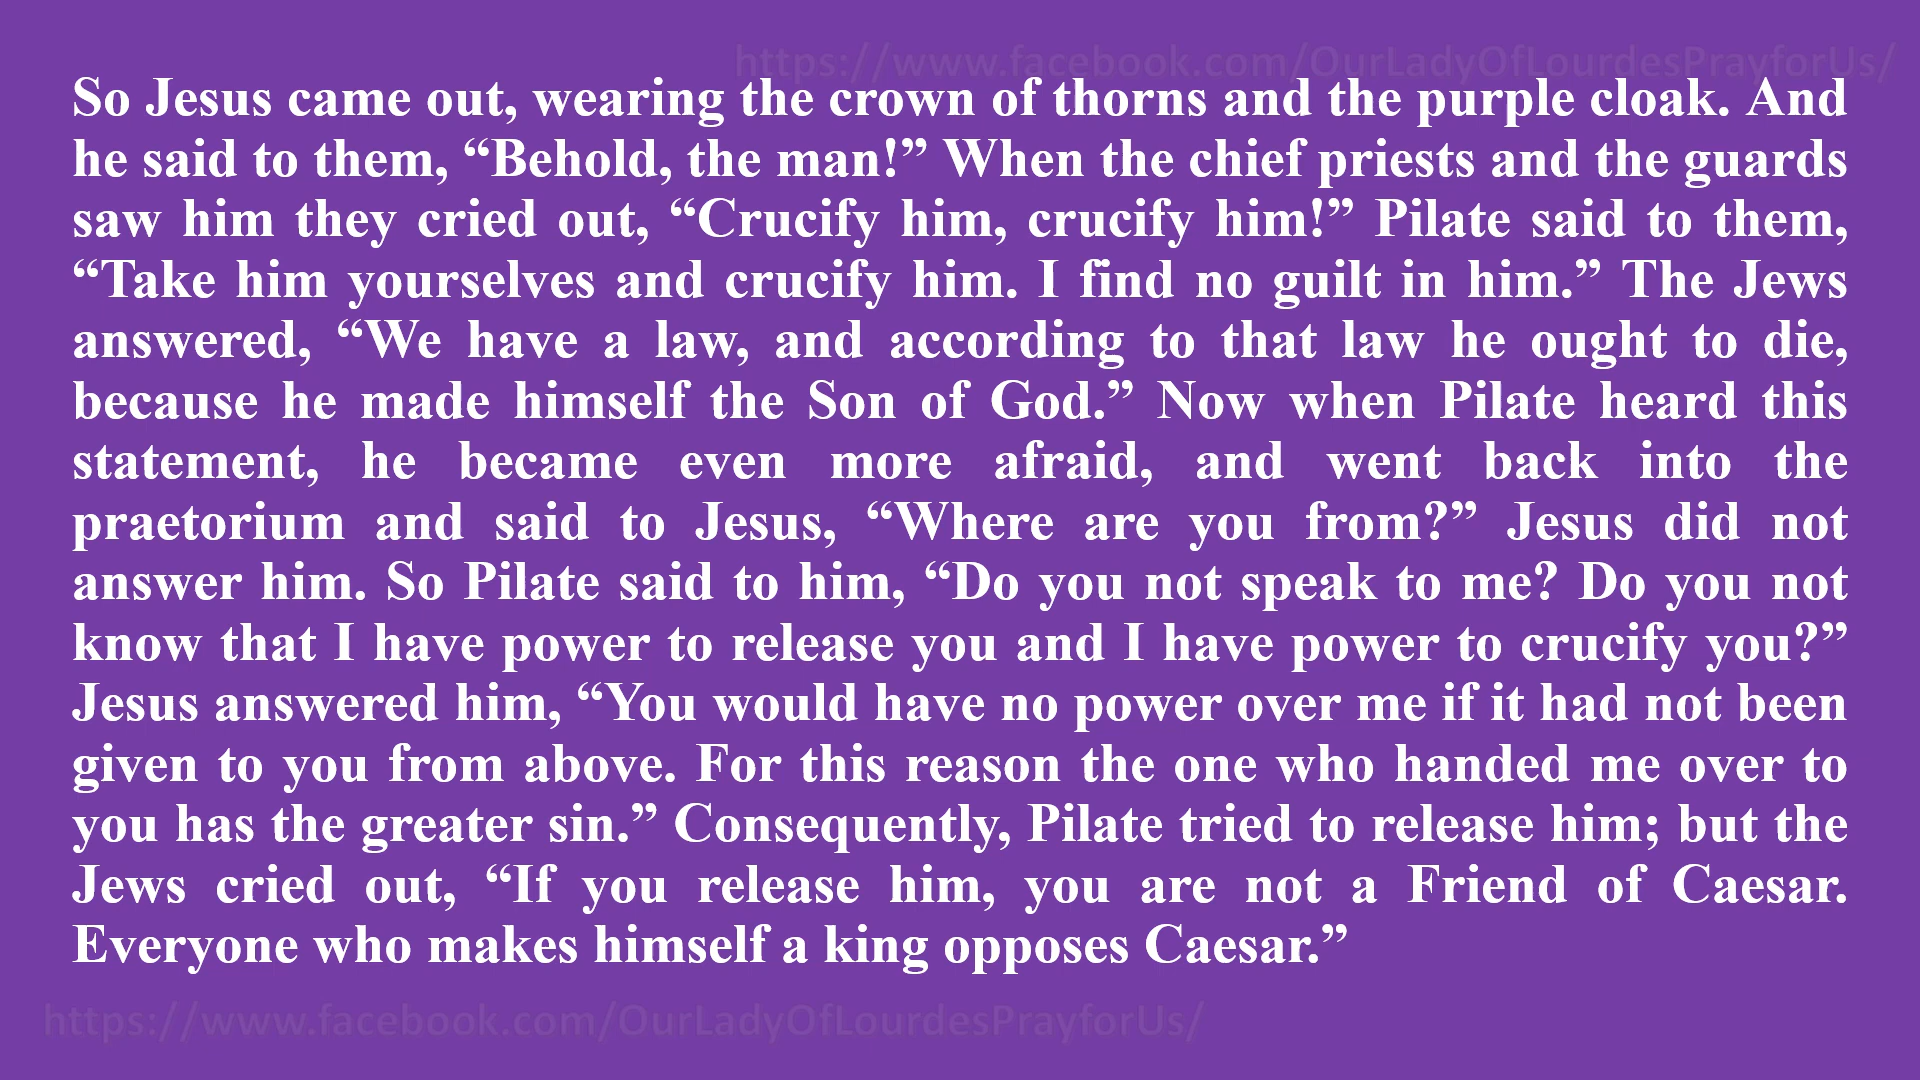 https://www.facebook.com/OurLadyOfLourdesPrayforUs/
So Jesus came out, wearing the crown of thorns and the purple cloak. And
he said to them, “Behold, the man!” When the chief priests and the guards
saw him they cried out, “Crucify him, crucify him!” Pilate said to them,
“Take him yourselves and crucify him. I find no guilt in him.” The Jews
answered, “We have a law, and according to that law he ought to die,
because he made himself the Son of God.” Now when Pilate heard this
statement, he became even more afraid, and went back into the
praetorium and said to Jesus, “Where are you from?” Jesus did not
answer him. So Pilate said to him, “Do you not speak to me? Do you not
know that I have power to release you and I have power to crucify you?”
Jesus answered him, “You would have no power over me if it had not been
given to you from above. For this reason the one who handed me over to
you has the greater sin.” Consequently, Pilate tried to release him; but the
Jews cried out, “If you release him, you are not a Friend of Caesar.
Everyone who makes himself a king opposes Caesar.”
https://www.facebook.com/OurLadyOfLourdesPrayforUs/